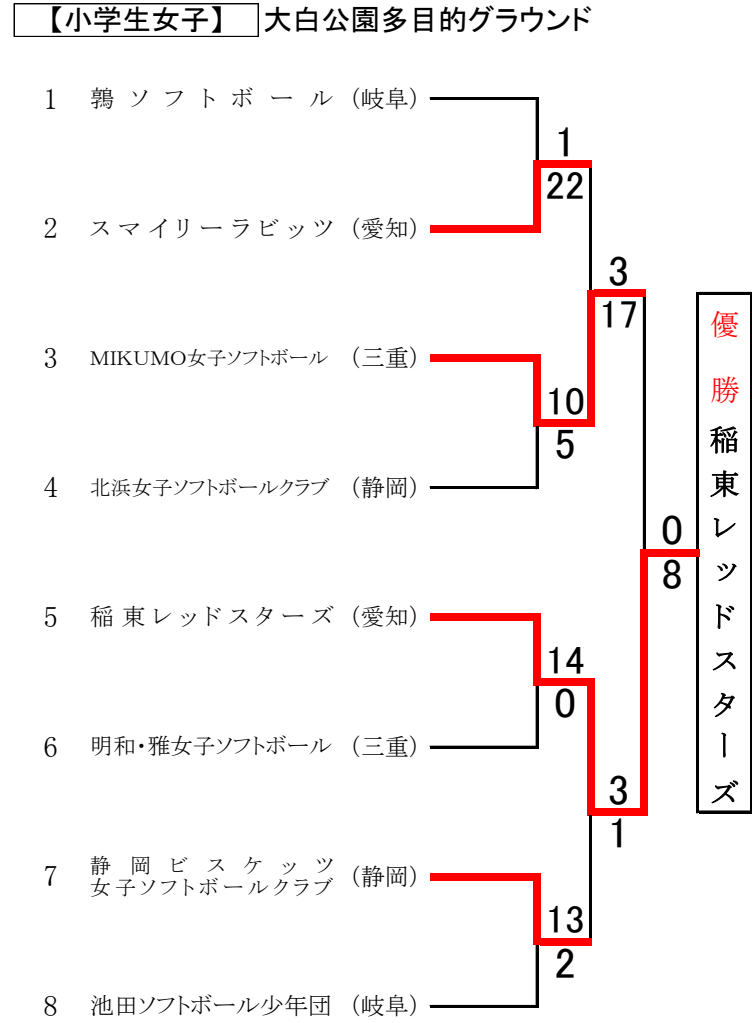 【小学生女子】 大白公園多目的グラウンド
1 鶉ソフトボール (岐阜)
1
22
2 スマイリーラビッツ (愛知)
3
17
3 MIKUMO女子ソフトボール (三重)
10
5
4 北浜女子ソフトボールクラブ (静岡)
0
8
5 稲東レッドスターズ (愛知)
14
0
6 明和・雅女子ソフトボール (三重)
3
1
7 静岡ビスケッツ
女子ソフトボールクラブ (静岡)
13
2
8 池田ソフトボール少年団 (岐阜)
優勝稲東レッドスターズ